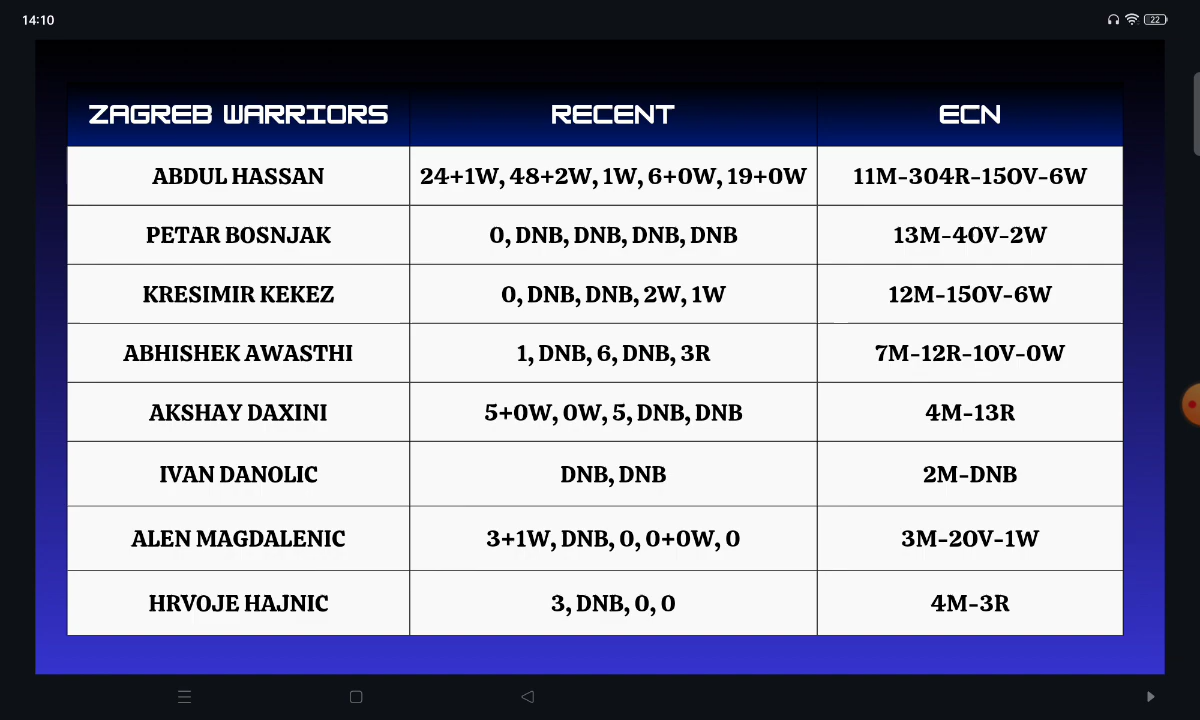 14:10
22
ZAGREB WARRIORS RECENT ECN
ABDUL HASSAN 24+1W, 48+2W, 1W, 6+0W, 19+0W 11M-304R-15OV-6W
PETAR BOSNJAK 0, DNB, DNB, DNB, DNB 13M-4OV-2W
KRESIMIR KEKEZ 0, DNB, DNB, 2W, 1W 12M-15OV-6W
ABHISHEK AWASTHI 1, DNB, 6, DNB, 3R 7M-12R-1OV-0W
AKSHAY DAXINI 5+0W, 0W, 5, DNB, DNB 4M-13R
IVAN DANOLIC DNB, DNB 2M-DNB
ALEN MAGDALENIC 3+1W, DNB, 0, 0+0W, 0 3M-2OV-1W
HRVOJE HAJNIC 3, DNB, 0, 0 4M-3R